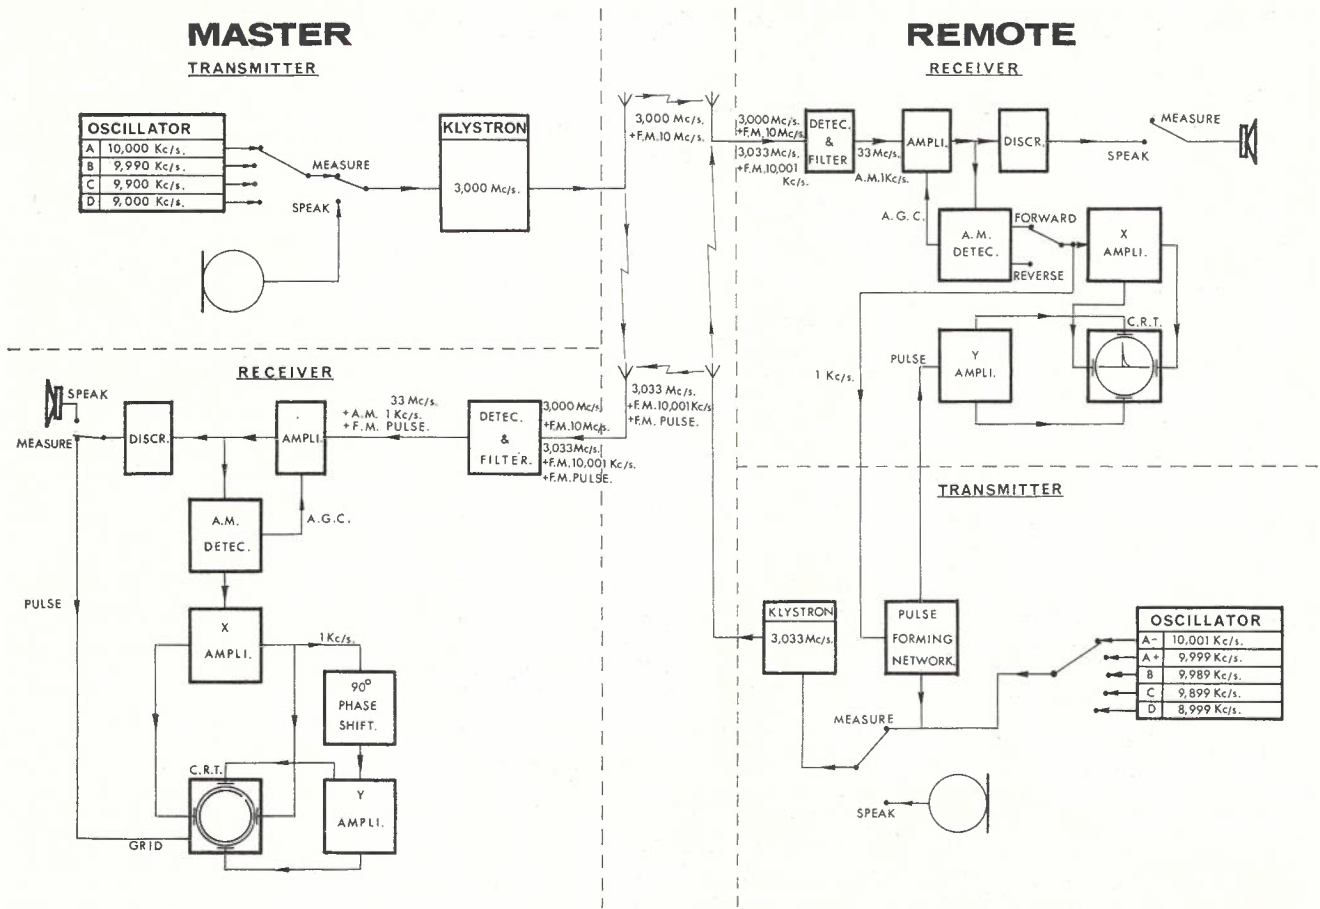 MASTER
TRANSMITTER
OSCILLATOR
A 10,000 Kc/s.
B 9,990 Kc/s.
C 9,900 Kc/s.
D 9,000 Kc/s.
MEASURE
SPEAK
KLYSTRON
3,000 Mc/s.
3,000 Mc/s.
+F.M. 10 Mc/s.
REMOTE
RECEIVER
3,000 Mc/s.
+F.M. 10 Mc/s.
3,033 Mc/s.
+F.M. 10,001
Kc/s.
DETEC.
&
FILTER
33 Mc/s.
A.M. 1Kc/s.
AMPLI.
DISCR.
SPEAK
MEASURE
A.G.C.
A.M.
DETEC.
FORWARD
REVERSE
X
AMPLI.
C.R.T.
PULSE
Y
AMPLI.
1 Kc/s.
RECEIVER
SPEAK
MEASURE
DISCR.
AMPLI.
33 Mc/s.
+ A.M. 1 Kc/s.
+ F.M. PULSE.
DETEC.
&
FILTER.
3,000 Mc/s.
+F.M. 10 Mc/s.
3,033 Mc/s.
+F.M. 10,001 Kc/s.
+F.M. PULSE.
3,033 Mc/s.
+F.M. 10,001 Kc/s
+F.M. PULSE.
A.M.
DETEC.
A.G.C.
PULSE
X
AMPLI.
1 Kc/s.
90°
PHASE
SHIFT.
C.R.T.
Y
AMPLI.
GRID
TRANSMITTER
KLYSTRON
3,033 Mc/s.
PULSE
FORMING
NETWORK.
OSCILLATOR
A- 10,001 Kc/s.
A+ 9,999 Kc/s.
B 9,989 Kc/s.
C 9,899 Kc/s.
D 8,999 Kc/s.
MEASURE
SPEAK